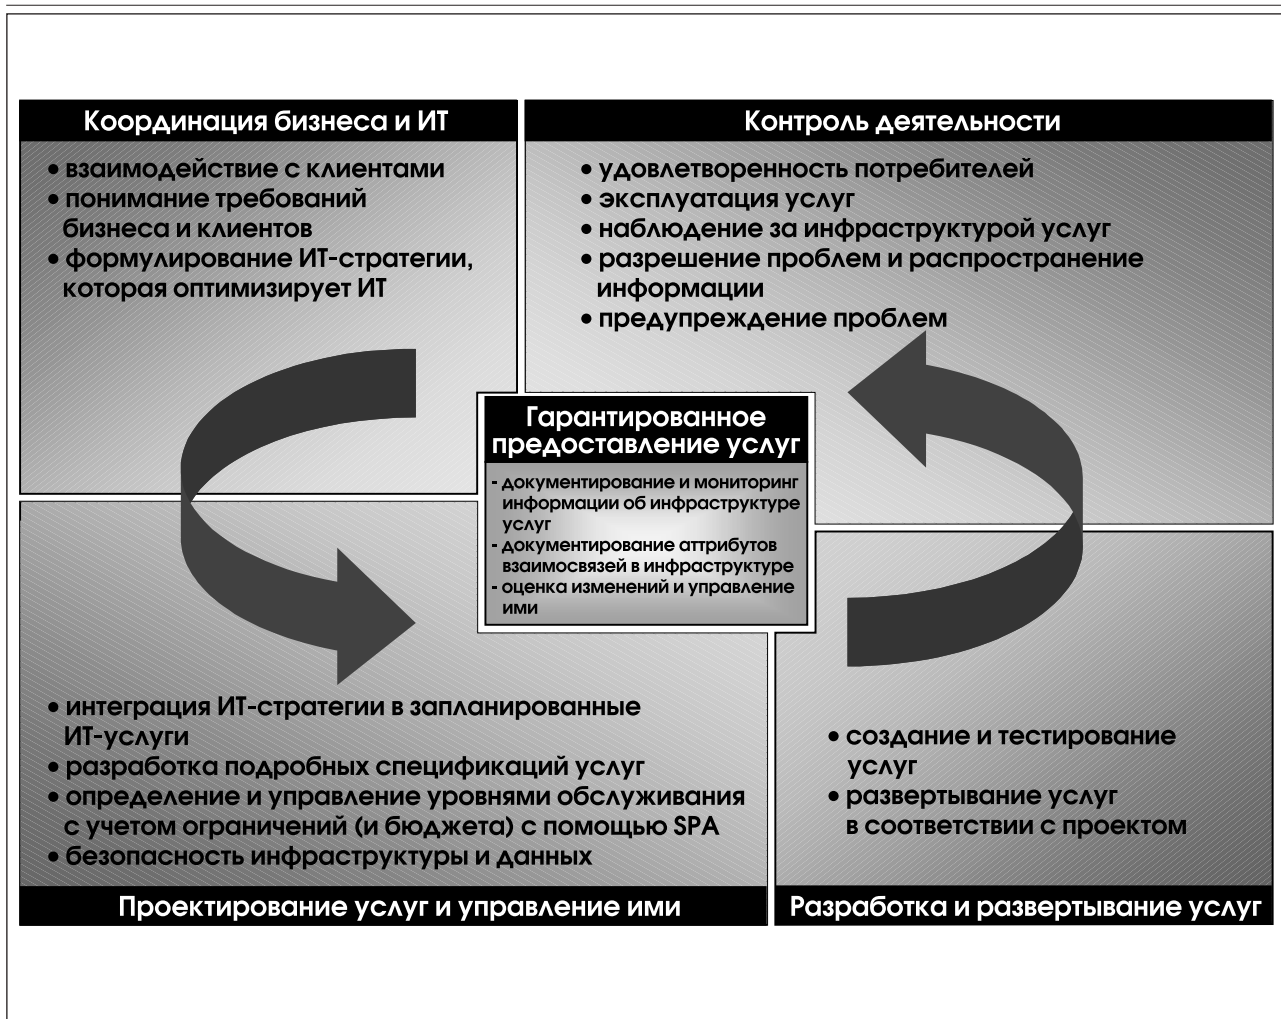 Координация бизнеса и ИТ
• взаимодействие с клиентами
• понимание требований
бизнеса и клиентов
• формулирование ИТ-стратегии,
которая оптимизирует ИТ
Контроль деятельности
• удовлетворенность потребителей
• эксплуатация услуг
• наблюдение за инфраструктурой услуг
• разрешение проблем и распространение
информации
• предупреждение проблем
Гарантированное
предоставление услуг
- документирование и мониторинг
информации об инфраструктуре
услуг
- документирование аттрибутов
взаимосвязей в инфраструктуре
- оценка изменений и управление
ими
• интеграция ИТ-стратегии в запланированные
ИТ-услуги
• разработка подробных спецификаций услуг
• определение и управление уровнями обслуживания
с учетом ограничений (и бюджета) с помощью SPA
• безопасность инфраструктуры и данных
Проектирование услуг и управление ими
• создание и тестирование
услуг
• развертывание услуг
в соответствии с проектом
Разработка и развертывание услуг